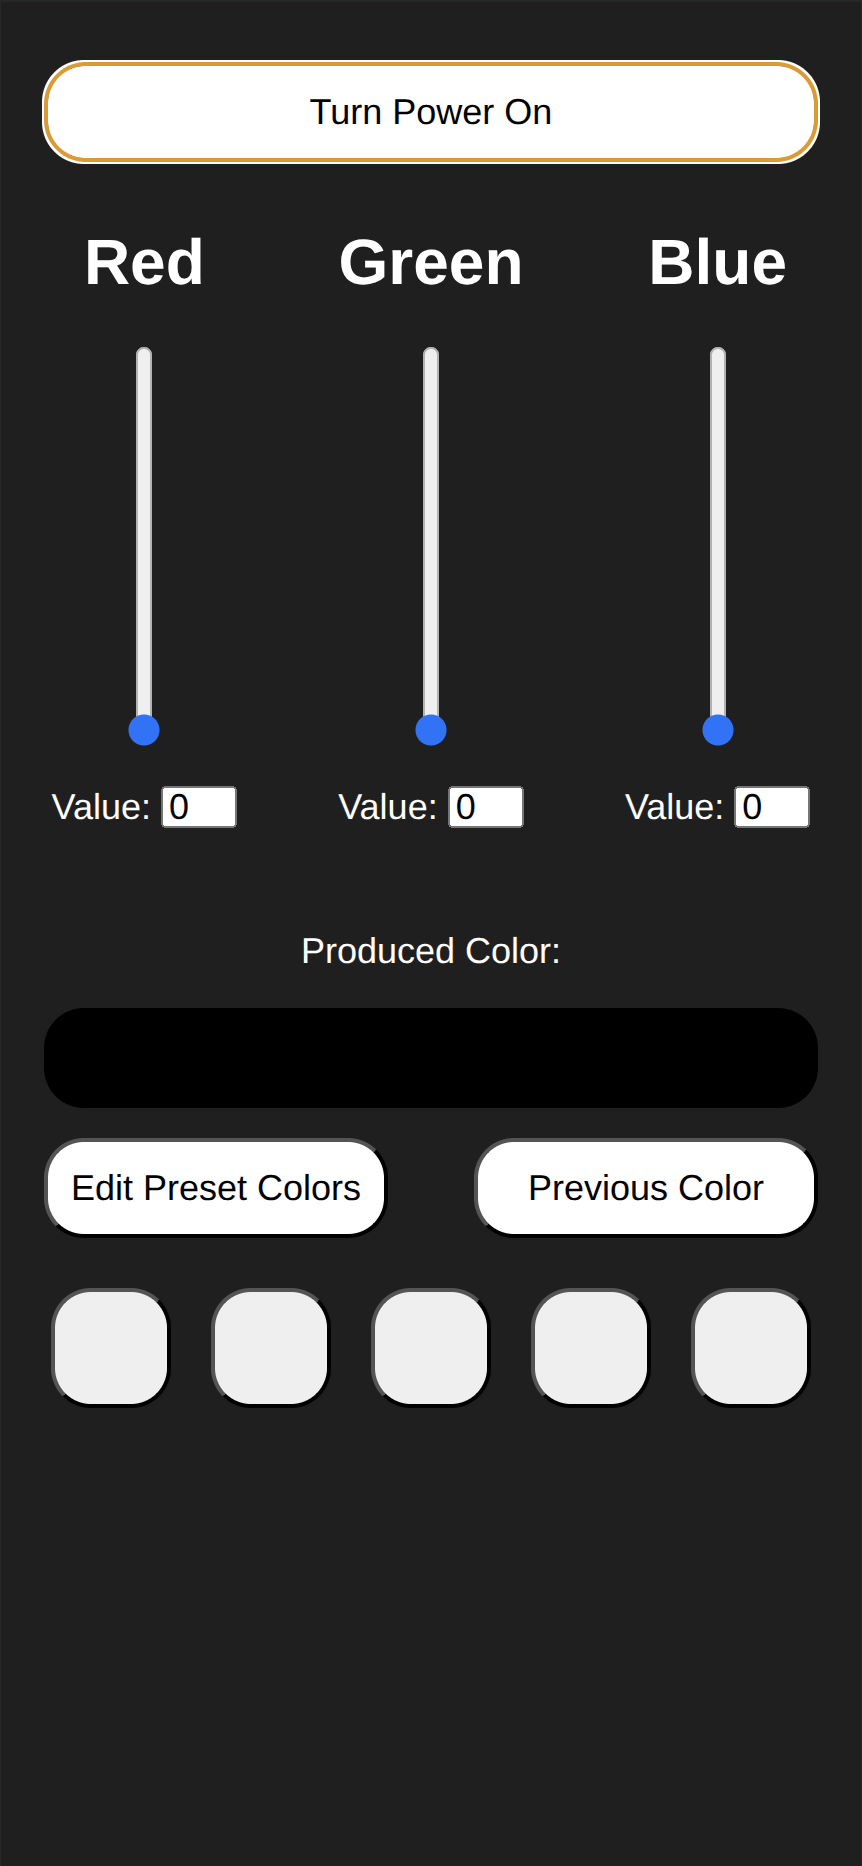 Turn Power On
Red Green Blue
Value: 0 Value: 0 Value: 0
Produced Color:
Edit Preset Colors Previous Color